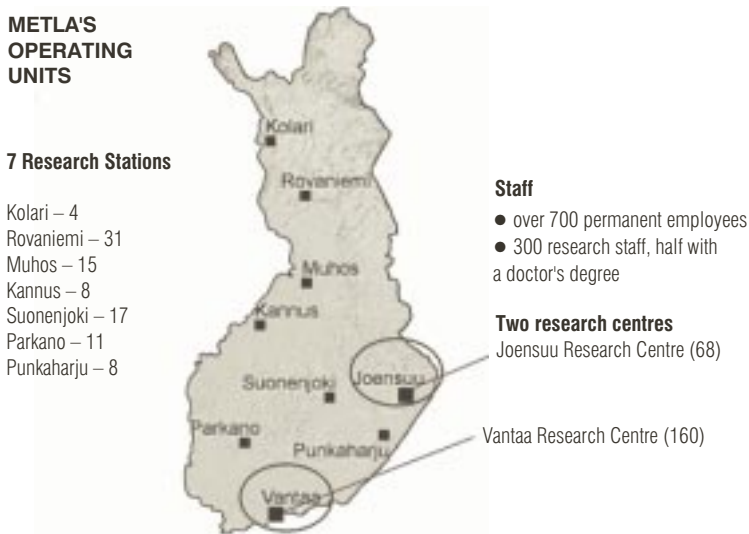 METLA'S
OPERATING
UNITS
7 Research Stations
Kolari – 4
Rovaniemi – 31
Muhos – 15
Kannus – 8
Suonenjoki – 17
Parkano – 11
Punkaharju – 8
Kolari
Rovaniemi
Muhos
Kannus
Suonenjoki
Joensuu
Parkano
Punkaharju
Vantaa
Staff
● over 700 permanent employees
● 300 research staff, half with
a doctor's degree
Two research centres
Joensuu Research Centre (68)
Vantaa Research Centre (160)